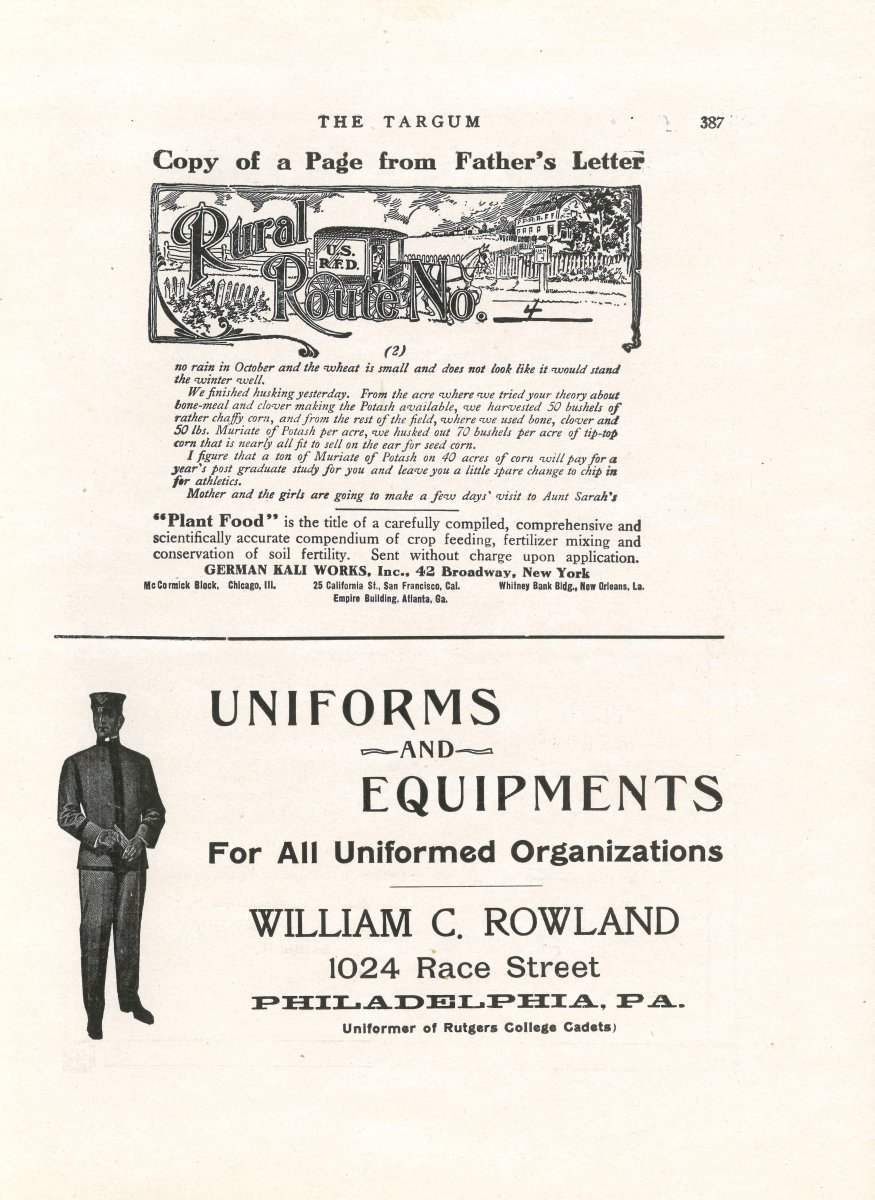 THE TARGUM 387
Copy of a Page from Father's Letter
Rural
U.S.
R.F.D.
Route No. 4
(2)
no rain in October and the wheat is small and does not look like it would stand
the winter well.
We finished husking yesterday. From the acre where we tried your theory about
bone-meal and clover making the Potash available, we harvested 50 bushels of
rather chaffy corn, and from the rest of the field, where we used bone, clover and
50 lbs. Muriate of Potash per acre, we husked out 70 bushels per acre of tip-top
corn that is nearly all fit to sell on the ear for seed corn.
I figure that a ton of Muriate of Potash on 40 acres of corn will pay for a
year's post graduate study for you and leave you a little spare change to chip in
for athletics.
Mother and the girls are going to make a few days' visit to Aunt Sarah's
"Plant Food" is the title of a carefully compiled, comprehensive and
scientifically accurate compendium of crop feeding, fertilizer mixing and
conservation of soil fertility. Sent without charge upon application.
GERMAN KALI WORKS, Inc., 42 Broadway, New York
McCormick Block, Chicago, Ill. 25 California St., San Francisco, Cal. Whitney Bank Bldg., New Orleans, La.
Empire Building, Atlanta, Ga.
UNIFORMS
AND
EQUIPMENTS
For All Uniformed Organizations
WILLIAM C. ROWLAND
1024 Race Street
PHILADELPHIA, PA.
Uniformer of Rutgers College Cadets)